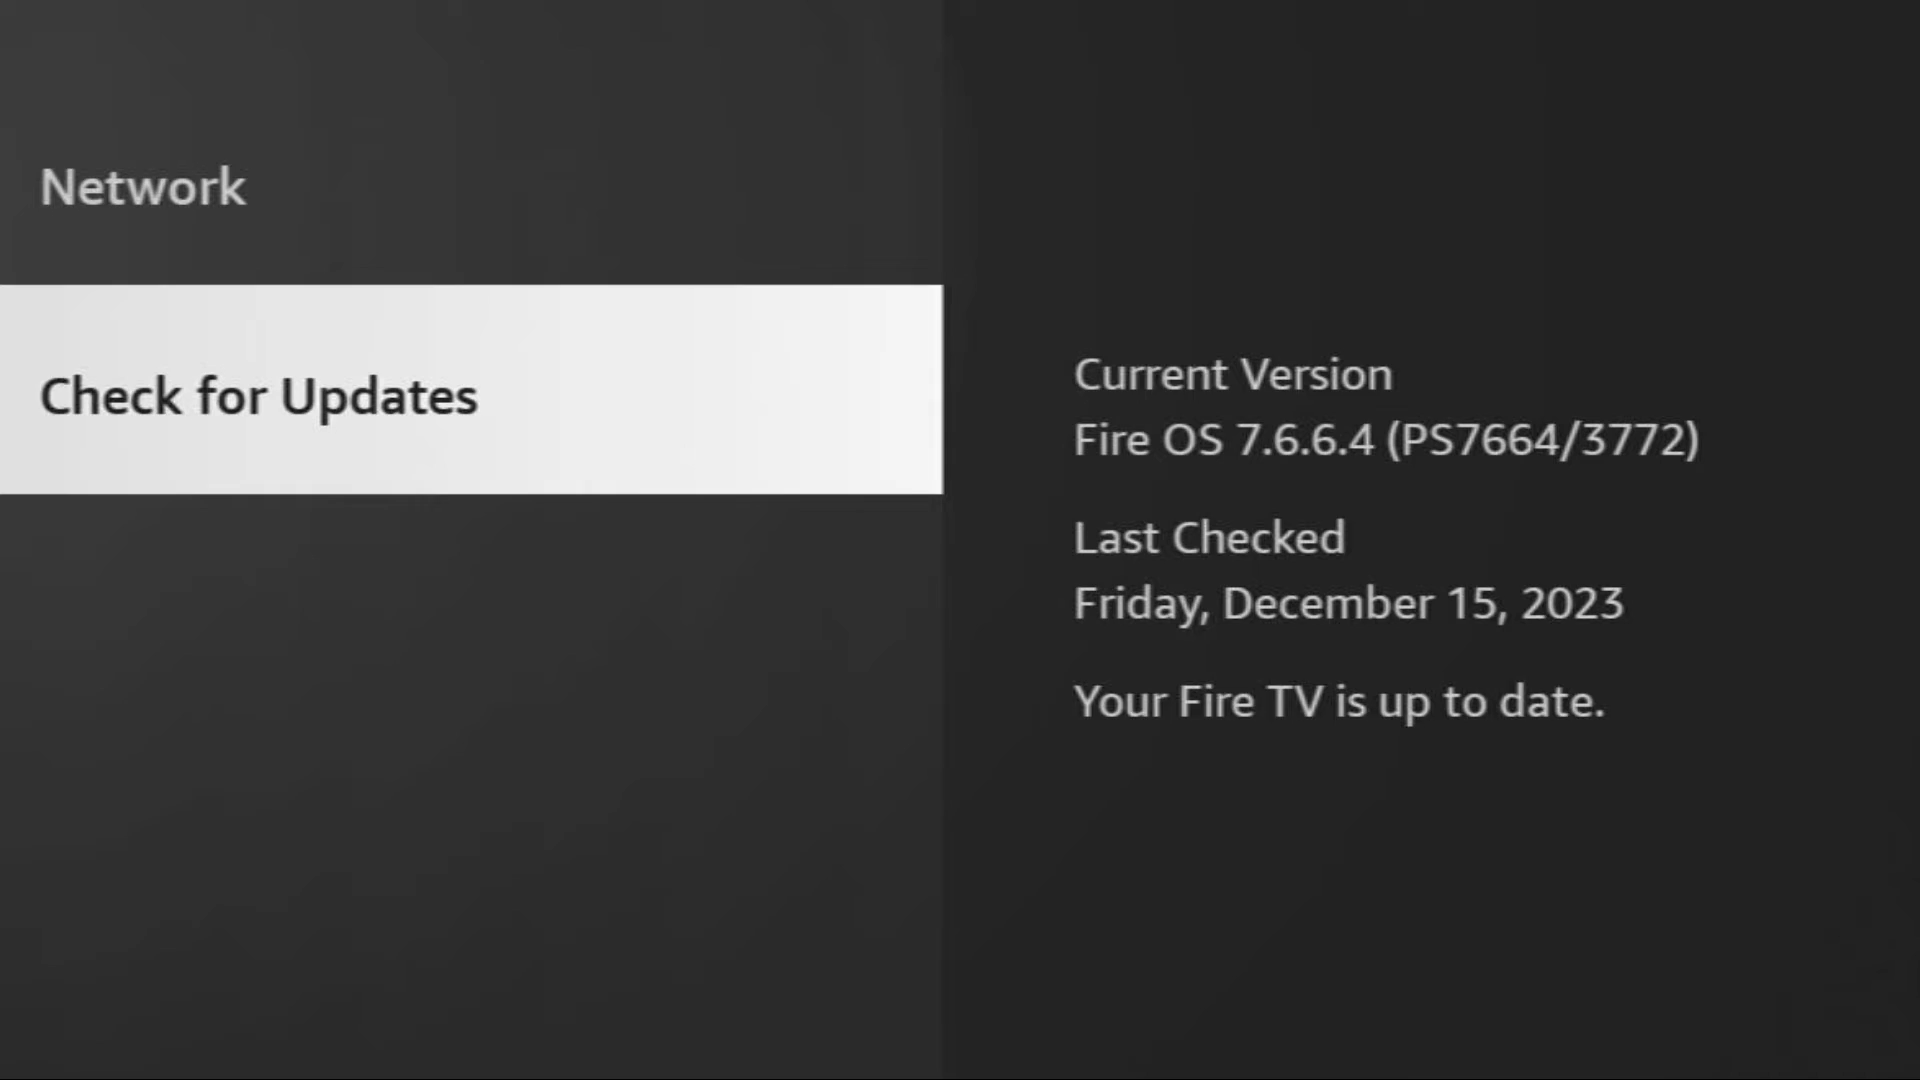 Network
Check for Updates
Current Version
Fire OS 7.6.6.4 (PS7664/3772)
Last Checked
Friday, December 15, 2023
Your Fire TV is up to date.